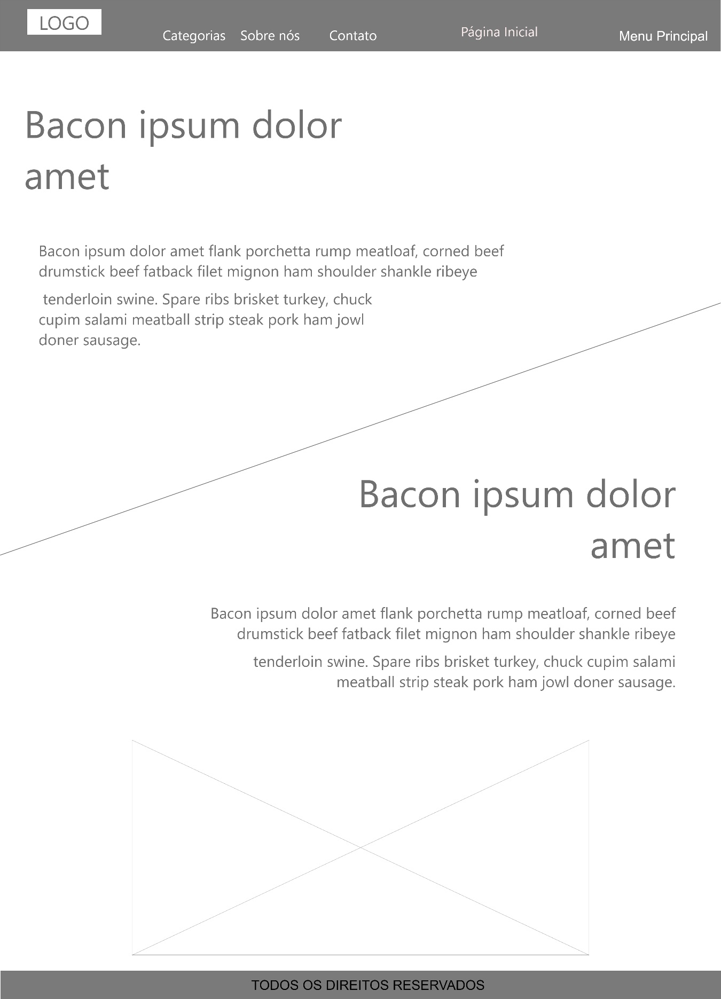 LOGO
Categorias Sobre nós Contato Página Inicial Menu Principal
Bacon ipsum dolor
amet
Bacon ipsum dolor amet flank porchetta rump meatloaf, corned beef
drumstick beef fatback filet mignon ham shoulder shankle ribeye
tenderloin swine. Spare ribs brisket turkey, chuck
cupim salami meatball strip steak pork ham jowl
doner sausage.
Bacon ipsum dolor
amet
Bacon ipsum dolor amet flank porchetta rump meatloaf, corned beef
drumstick beef fatback filet mignon ham shoulder shankle ribeye
tenderloin swine. Spare ribs brisket turkey, chuck cupim salami
meatball strip steak pork ham jowl doner sausage.
TODOS OS DIREITOS RESERVADOS